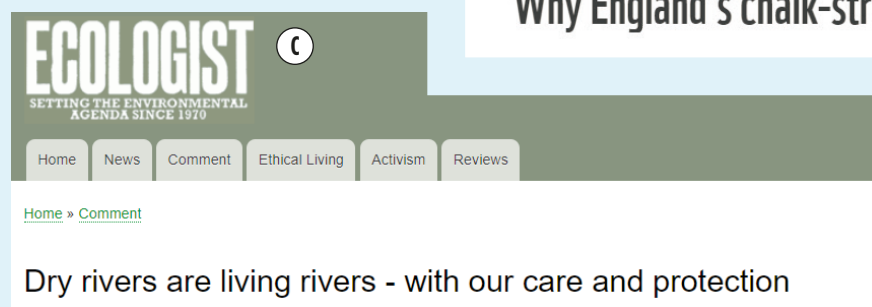 Why England's chalk-str
ECOLOGIST
C
SETTING THE ENVIRONMENTAL
AGENDA SINCE 1970
Home News Comment Ethical Living Activism Reviews
Home » Comment
Dry rivers are living rivers - with our care and protection